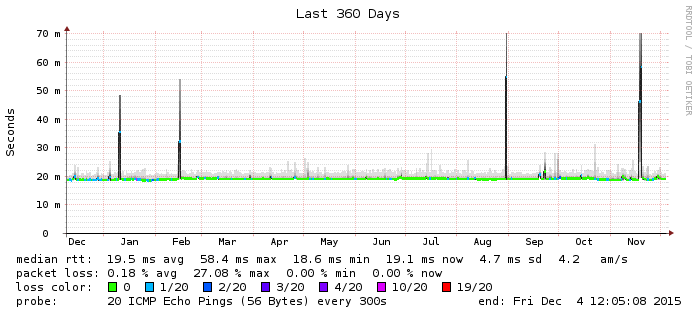 Last 360 Days
RRDTOOL / TOBI OETIKER
Seconds
70 m
60 m
50 m
40 m
30 m
20 m
10 m
0
Dec Jan Feb Mar Apr May Jun Jul Aug Sep Oct Nov
median rtt: 19.5 ms avg 58.4 ms max 18.6 ms min 19.1 ms now 4.7 ms sd 4.2 am/s
packet loss: 0.18 % avg 27.08 % max 0.00 % min 0.00 % now
loss color: 0 1/20 2/20 3/20 4/20 10/20 19/20
probe: 20 ICMP Echo Pings (56 Bytes) every 300s end: Fri Dec 4 12:05:08 2015